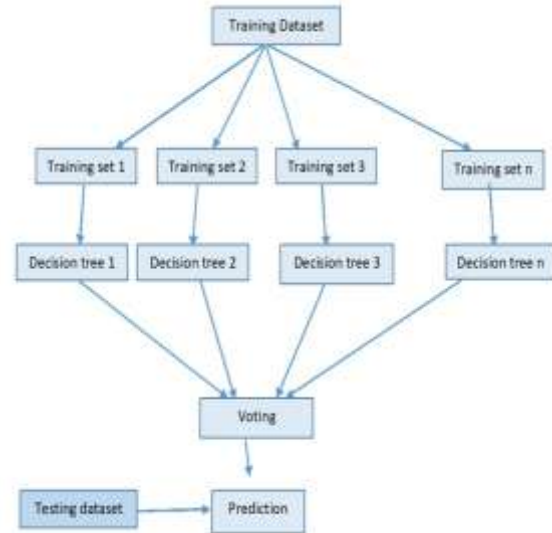 Training Dataset
Training set 1
Training set 2
Training set 3
Training set n
Decision tree 1
Decision tree 2
Decision tree 3
Decision tree n
Voting
Testing dataset
Prediction